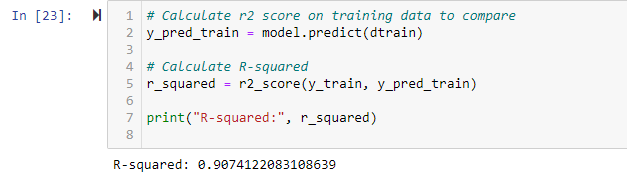 In [23]:
1 # Calculate r2 score on training data to compare
2 y_pred_train = model.predict(dtrain)
3
4 # Calculate R-squared
5 r_squared = r2_score(y_train, y_pred_train)
6
7 print("R-squared:", r_squared)
8
R-squared: 0.9074122083108639